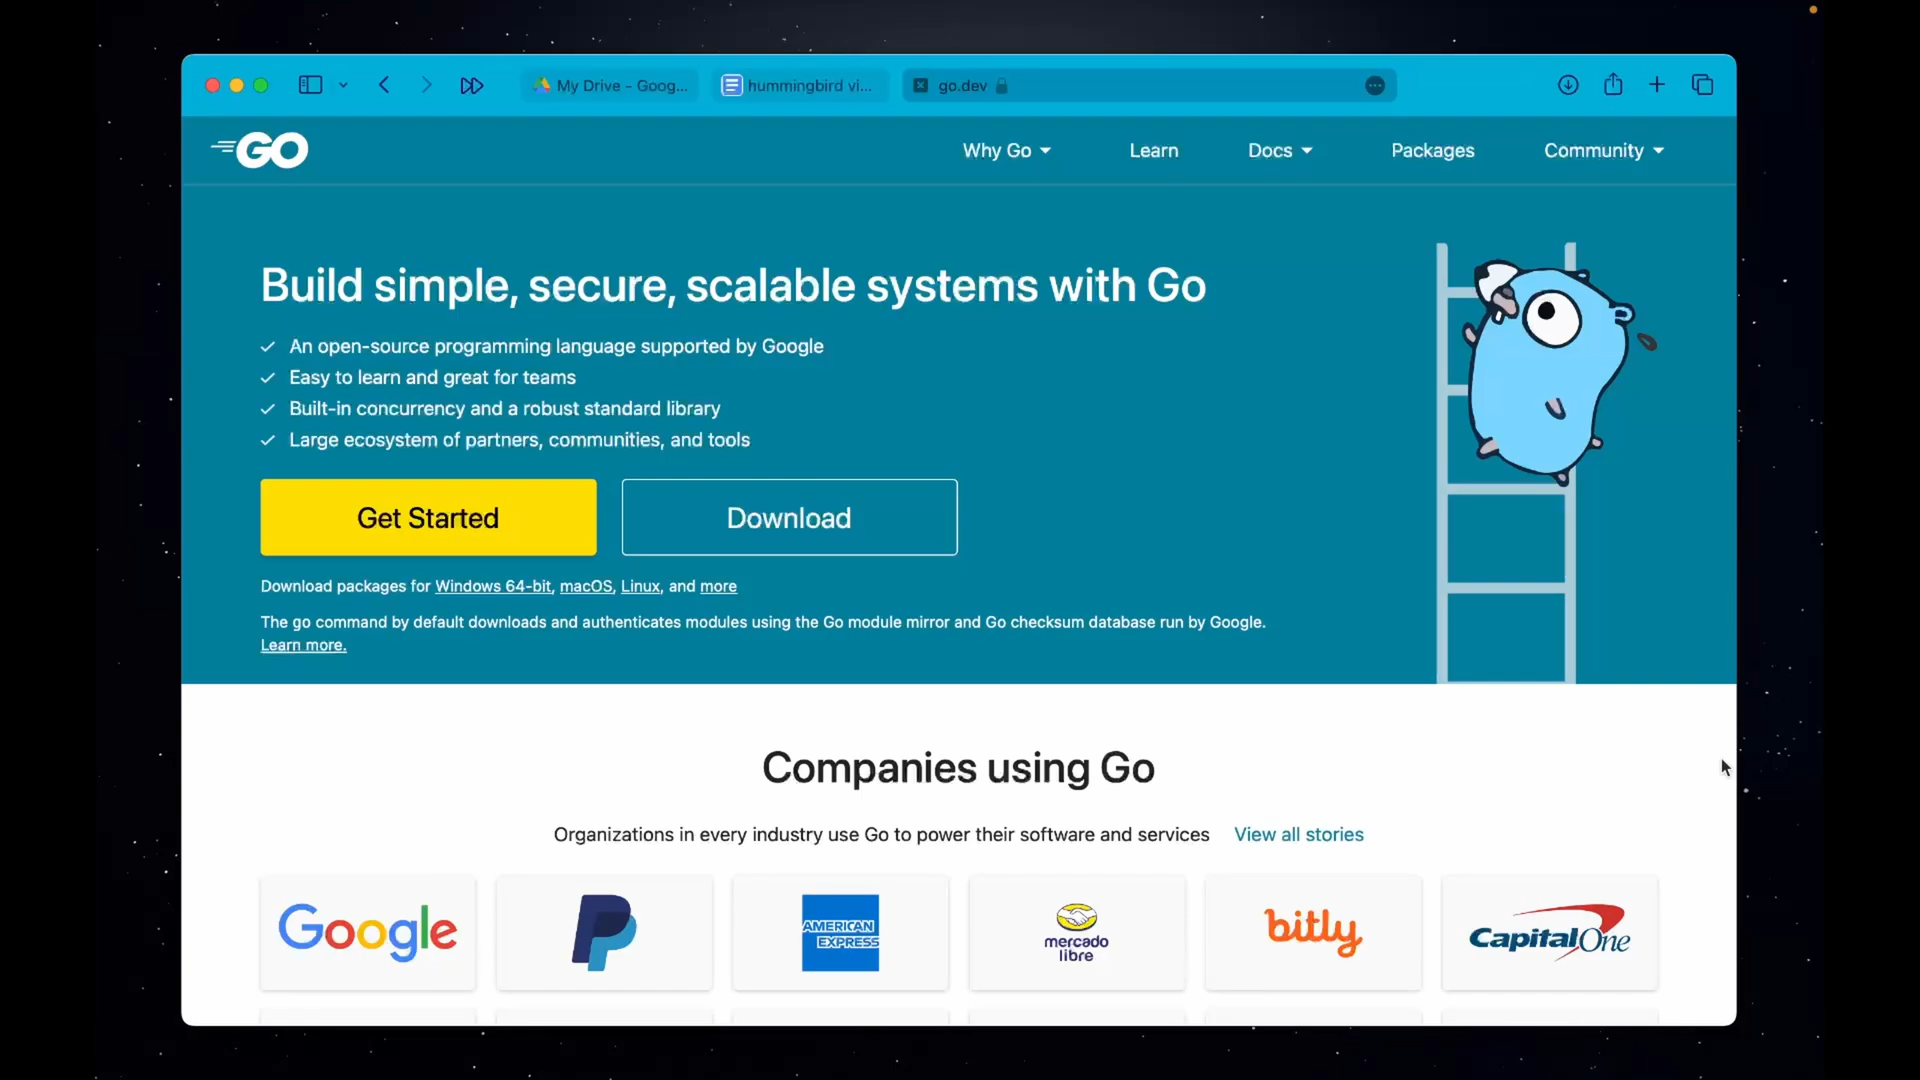 My Drive - Goog...
hummingbird vi...
go.dev
GO
Why Go
Learn
Docs
Packages
Community
Build simple, secure, scalable systems with Go
An open-source programming language supported by Google
Easy to learn and great for teams
Built-in concurrency and a robust standard library
Large ecosystem of partners, communities, and tools
Get Started
Download
Download packages for Windows 64-bit, macOS, Linux, and more
The go command by default downloads and authenticates modules using the Go module mirror and Go checksum database run by Google.
Learn more.
Companies using Go
Organizations in every industry use Go to power their software and services
View all stories
Google
AMERICAN
EXPRESS
mercado
libre
bitly
CapitalOne